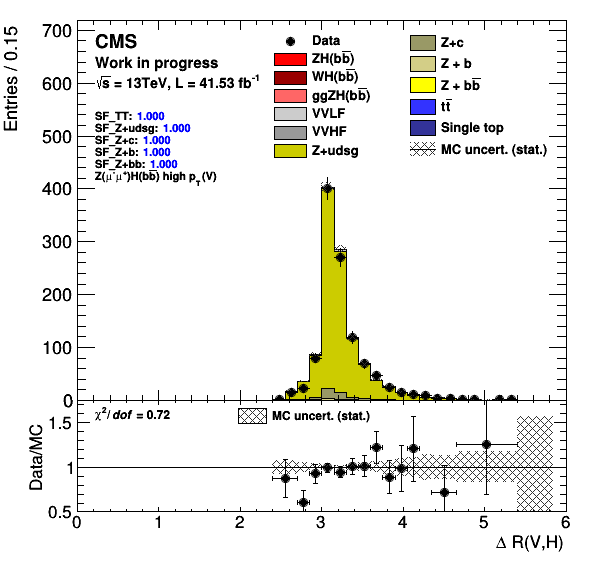 CMS
Work in progress
√s = 13TeV, L = 41.53 fb⁻¹
SF_TT: 1.000
SF_Z+udsg: 1.000
SF_Z+c: 1.000
SF_Z+b: 1.000
SF_Z+bb: 1.000
Z(μ⁻μ⁺)H(bb̅) high p_T(V)
Data
ZH(bb̅)
WH(bb̅)
ggZH(bb̅)
VVLF
VVHF
Z+udsg
Z+c
Z + b
Z + bb̅
tt̅
Single top
MC uncert. (stat.)
Entries / 0.15
700
600
500
400
300
200
100
0
χ²/dof = 0.72
MC uncert. (stat.)
Data/MC
1.5
1
0.5
0 1 2 3 4 5 6
Δ R(V,H)